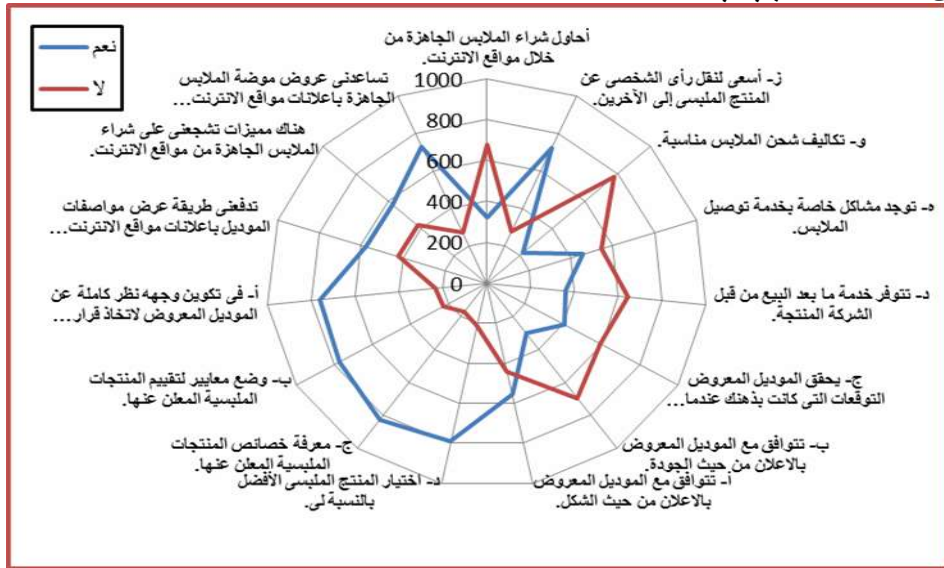 نعم
لا
أحاول شراء الملابس الجاهزة من
خلال مواقع الانترنت.
ز- أسعى لنقل رأى الشخصى عن
المنتج الملبسى إلى الآخرين.
و- تكاليف شحن الملابس مناسبة.
ه- توجد مشاكل خاصة بخدمة توصيل
الملابس.
د- تتوفر خدمة ما بعد البيع من قبل
الشركة المنتجة.
ج- يحقق الموديل المعروض
التوقعات التى كانت بذهنك عندما...
ب- تتوافق مع الموديل المعروض
بالاعلان من حيث الجودة.
أ- تتوافق مع الموديل المعروض
بالاعلان من حيث الشكل.
د- اختيار المنتج الملبسى الأفضل
بالنسبة لى.
ج- معرفة خصائص المنتجات
الملبسية المعلن عنها.
ب- وضع معايير لتقييم المنتجات
الملبسية المعلن عنها.
أ- فى تكوين وجهه نظر كاملة عن
الموديل المعروض لاتخاذ قرار...
تدفعنى طريقة عرض مواصفات
الموديل باعلانات مواقع الانترنت...
هناك مميزات تشجعنى على شراء
الملابس الجاهزة من مواقع الانترنت.
تساعدنى عروض موضة الملابس
الجاهزة باعلانات مواقع الانترنت...
1000
800
600
400
200
0